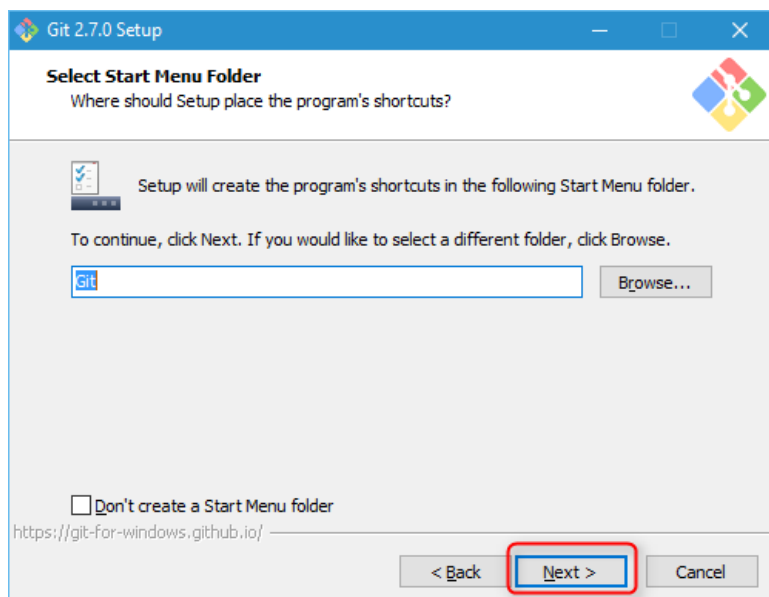 Git 2.7.0 Setup
Select Start Menu Folder
Where should Setup place the program's shortcuts?
Setup will create the program's shortcuts in the following Start Menu folder.
To continue, click Next. If you would like to select a different folder, click Browse.
Git
Browse...
Don't create a Start Menu folder
https://git-for-windows.github.io/
< Back
Next >
Cancel